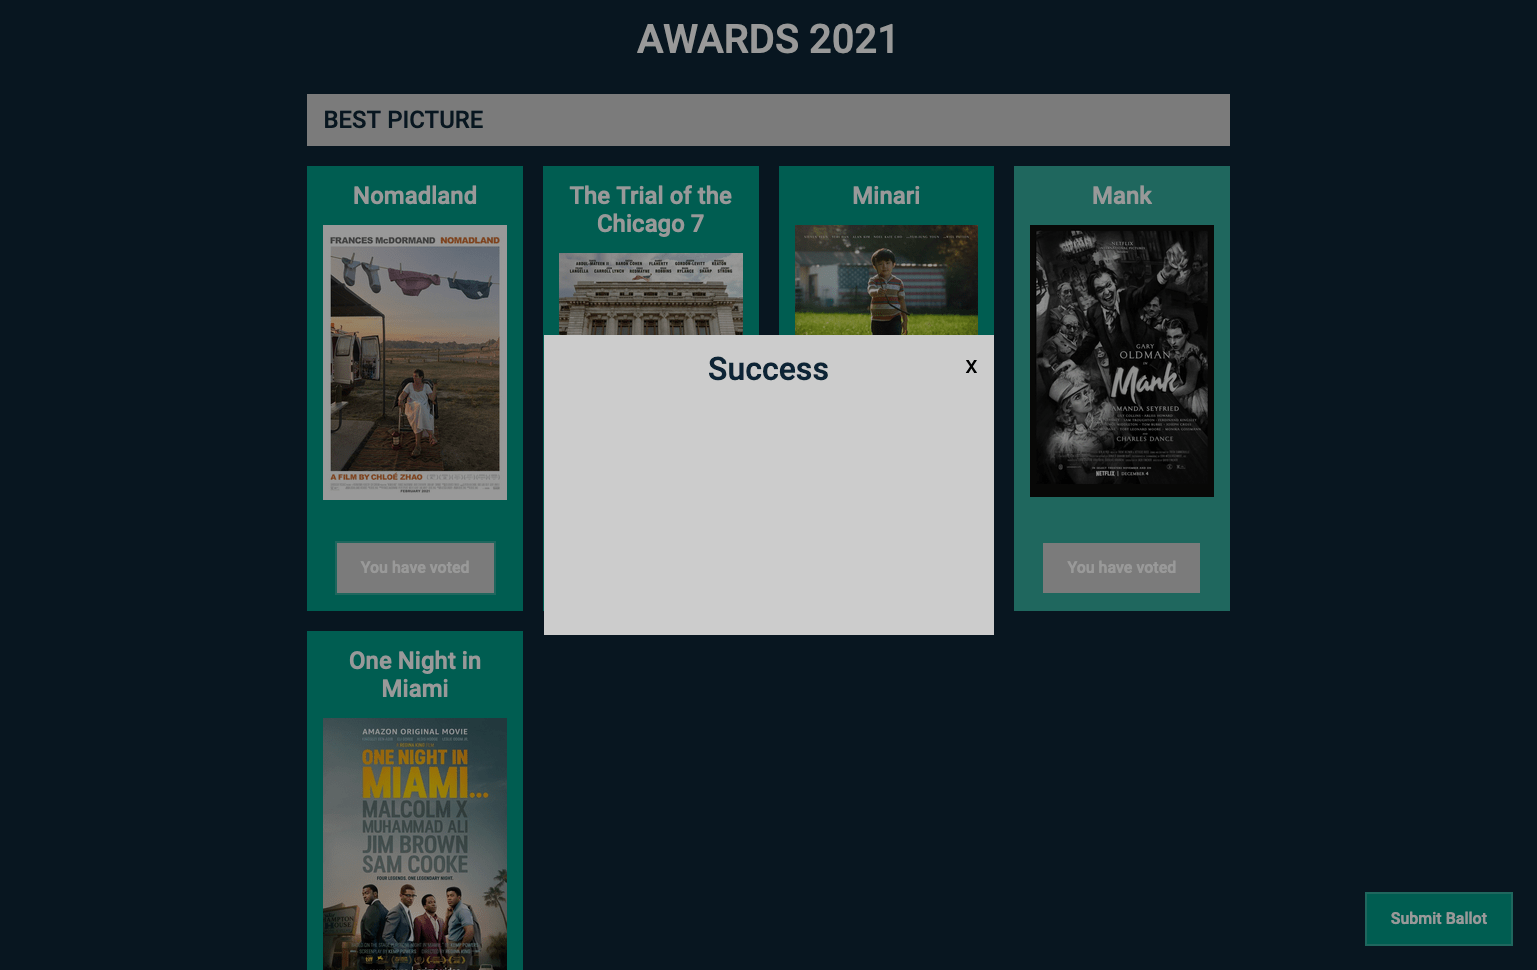 AWARDS 2021
BEST PICTURE
Nomadland
FRANCES McDORMAND NOMADLAND
A FILM BY CHLOÉ ZHAO
FEBRUARY 2021
You have voted
The Trial of the
Chicago 7
Minari
Mank
NETFLIX
GARY
OLDMAN
Mank
AMANDA SEYFRIED
CHARLES DANCE
NETFLIX | DECEMBER 4
You have voted
Success
X
One Night in
Miami
AMAZON ORIGINAL MOVIE
ONE NIGHT IN
MIAMI...
MALCOLM X
MUHAMMAD ALI
JIM BROWN
SAM COOKE
FOUR LEGENDS. ONE LEGENDARY NIGHT.
Submit Ballot